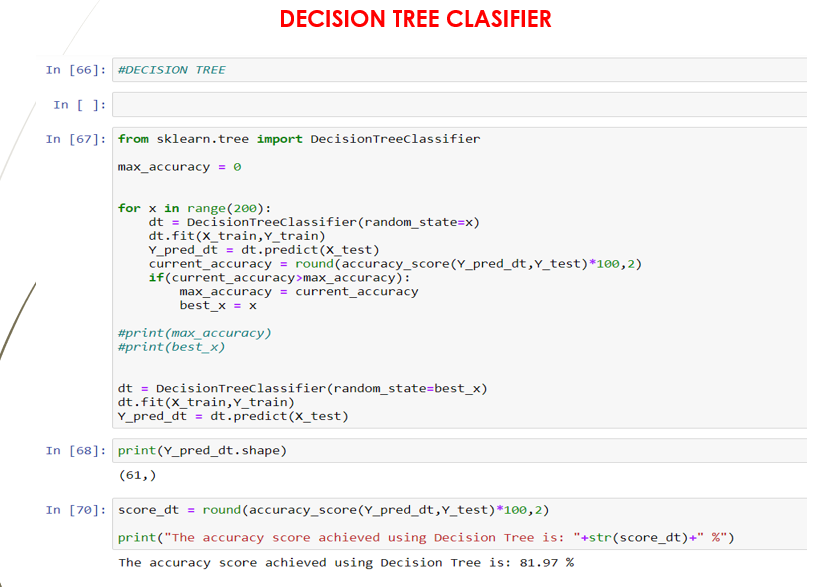 DECISION TREE CLASIFIER
In [66]: #DECISION TREE
In [ ]:
In [67]: from sklearn.tree import DecisionTreeClassifier
max_accuracy = 0
for x in range(200):
    dt = DecisionTreeClassifier(random_state=x)
    dt.fit(X_train,Y_train)
    Y_pred_dt = dt.predict(X_test)
    current_accuracy = round(accuracy_score(Y_pred_dt,Y_test)*100,2)
    if(current_accuracy>max_accuracy):
        max_accuracy = current_accuracy
        best_x = x
#print(max_accuracy)
#print(best_x)
dt = DecisionTreeClassifier(random_state=best_x)
dt.fit(X_train,Y_train)
Y_pred_dt = dt.predict(X_test)
In [68]: print(Y_pred_dt.shape)
(61,)
In [70]: score_dt = round(accuracy_score(Y_pred_dt,Y_test)*100,2)
print("The accuracy score achieved using Decision Tree is: "+str(score_dt)+" %")
The accuracy score achieved using Decision Tree is: 81.97 %